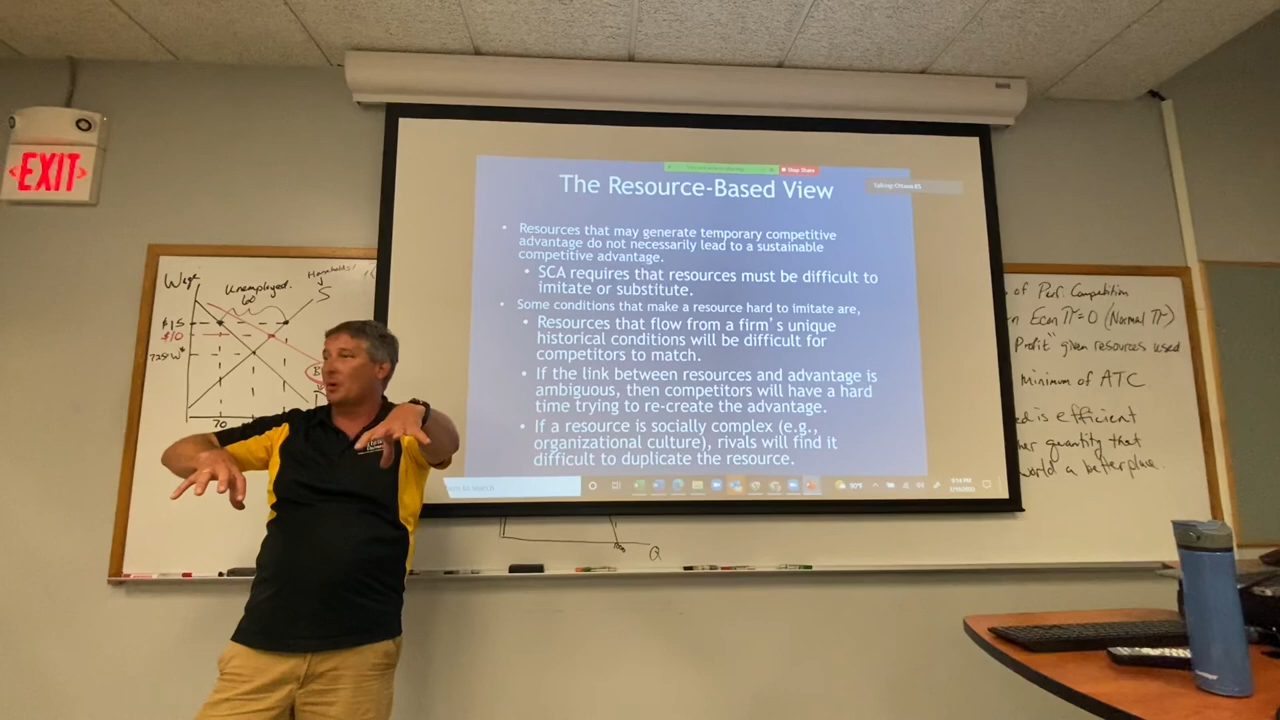 EXIT
Stop Share
The Resource-Based View
Talking:
• Resources that may generate temporary competitive
advantage do not necessarily lead to a sustainable
competitive advantage.
• SCA requires that resources must be difficult to
imitate or substitute.
• Some conditions that make a resource hard to imitate are,
• Resources that flow from a firm's unique
historical conditions will be difficult for
competitors to match.
• If the link between resources and advantage is
ambiguous, then competitors will have a hard
time trying to re-create the advantage.
• If a resource is socially complex (e.g.,
organizational culture), rivals will find it
difficult to duplicate the resource.
90°F
Wage
Unemployed
60
Households
S
$15
$10
W*
70
Q
of Perf. Competition
Econ π = 0 (Normal π)
Profit given resources used
Minimum of ATC
is efficient
quantity that
world a better place.